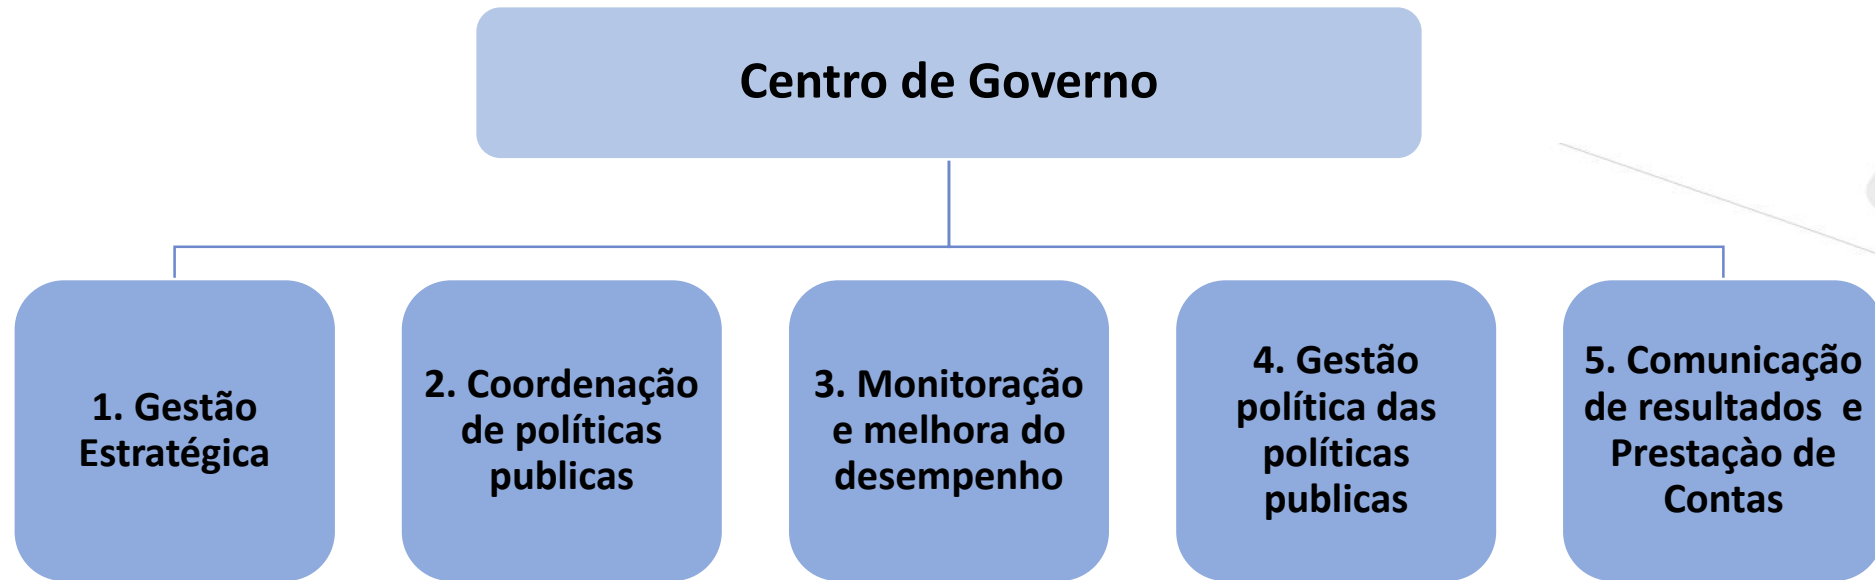 Centro de Governo
1. Gestão
Estratégica
2. Coordenação
de políticas
publicas
3. Monitoração
e melhora do
desempenho
4. Gestão
política das
políticas
publicas
5. Comunicação
de resultados  e
Prestaçào de
Contas